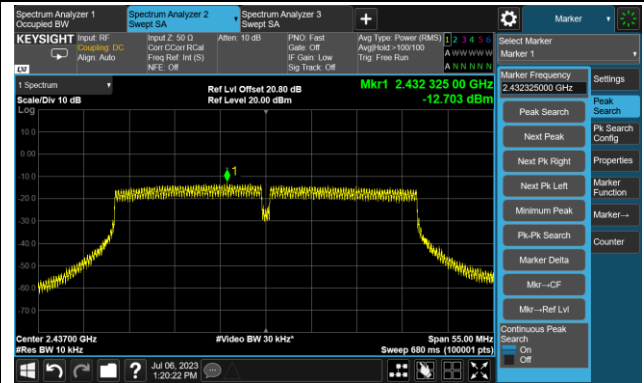 Spectrum Analyzer 1
Occupied BW
Spectrum Analyzer 2
Swept SA
Spectrum Analyzer 3
Swept SA
+
Marker
KEYSIGHT
Input: RF
Coupling: DC
Align: Auto
LXI
Input Z: 50 Ω
Corr CCorr RCal
Freq Ref: Int (S)
NFE: Off
Atten: 10 dB
PNO: Fast
Gate: Off
IF Gain: Low
Sig Track: Off
Avg Type: Power (RMS)
Avg|Hold:>100/100
Trig: Free Run
1 2 3 4 5 6
A W W W W W
A N N N N N
Select Marker
Marker 1
1 Spectrum
Scale/Div 10 dB
Log
Ref Lvl Offset 20.80 dB
Ref Level 20.00 dBm
Mkr1 2.432 325 00 GHz
-12.703 dBm
10.0
0.00
-10.0
-20.0
-30.0
-40.0
-50.0
-60.0
-70.0
1
Center 2.43700 GHz
#Res BW 10 kHz
#Video BW 30 kHz*
Span 55.00 MHz
Sweep 680 ms (100001 pts)
Marker Frequency
2.432325000 GHz
Peak Search
Next Peak
Next Pk Right
Next Pk Left
Minimum Peak
Pk-Pk Search
Marker Delta
Mkr→CF
Mkr→Ref Lvl
Continuous Peak
Search
On
Off
Settings
Peak
Search
Pk Search
Config
Properties
Marker
Function
Marker→
Counter
?
Jul 06, 2023
1:20:22 PM